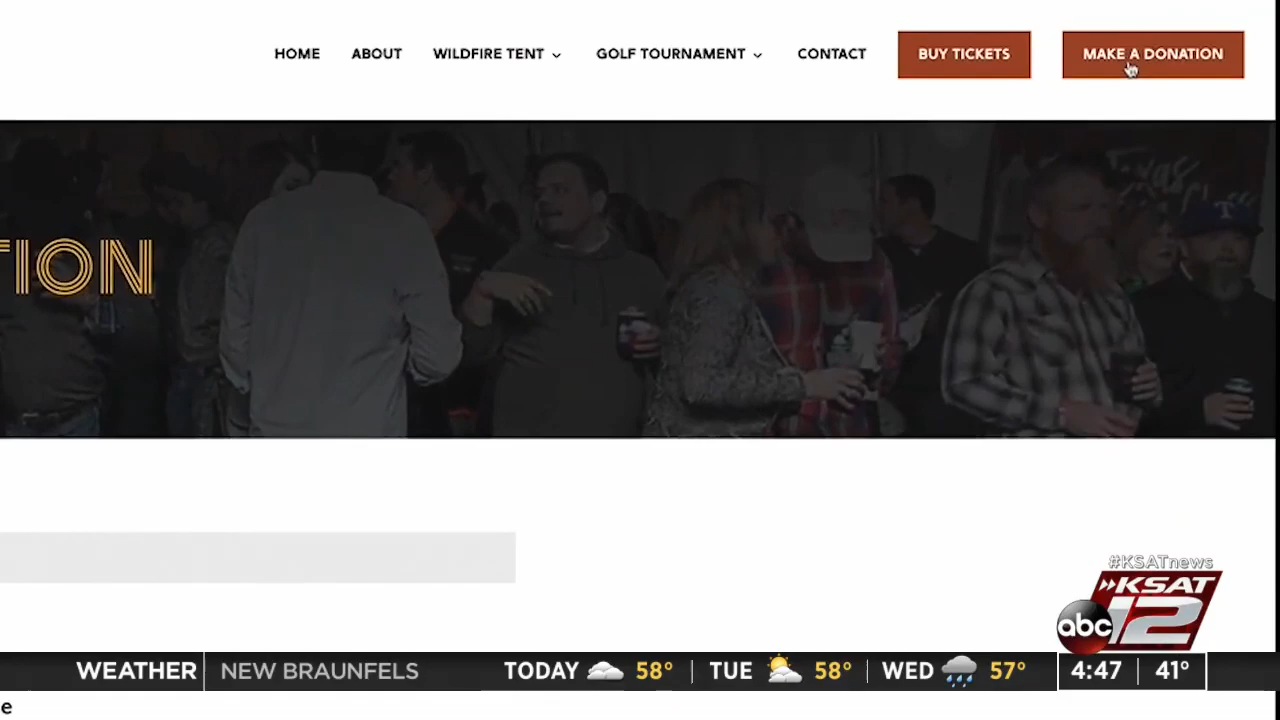 HOME ABOUT WILDFIRE TENT GOLF TOURNAMENT CONTACT BUY TICKETS MAKE A DONATION
Texas
T
TION
#KSATnews
KSAT
abc 12
WEATHER NEW BRAUNFELS TODAY 58° TUE 58° WED 57° 4:47 41°
e